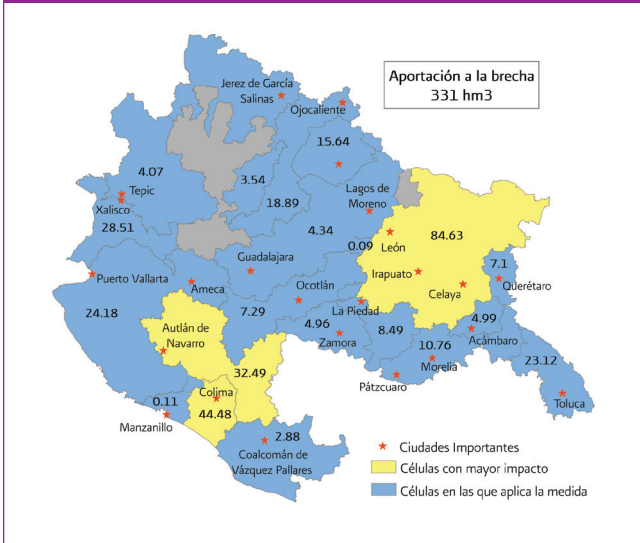 Aportación a la brecha
331 hm3
Jerez de García
Salinas
Ojocaliente
15.64
4.07
3.54
Tepic
Xalisco
18.89
Lagos de
Moreno
28.51
4.34
0.09
León
84.63
Guadalajara
Irapuato
7.1
Puerto Vallarta
Ameca
Ocotlán
Celaya
Querétaro
24.18
7.29
La Piedad
4.96
Zamora
8.49
4.99
Acámbaro
Autlán de
Navarro
10.76
Morelia
23.12
32.49
Pátzcuaro
Colima
44.48
Toluca
0.11
Manzanillo
2.88
Coalcomán de
Vázquez Pallares
Ciudades Importantes
Células con mayor impacto
Células en las que aplica la medida